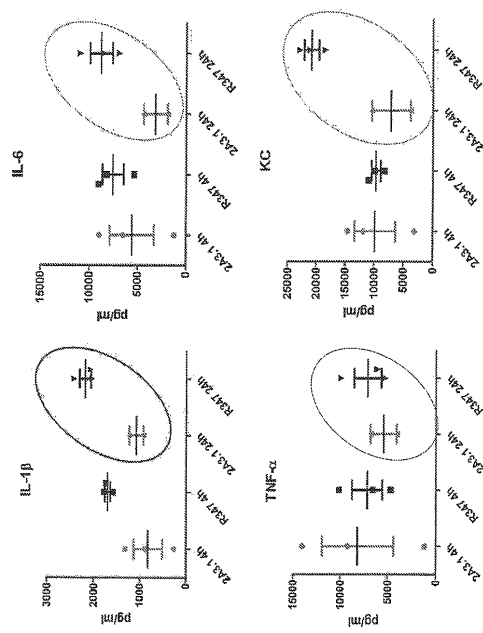 IL-1β
3000
2000
1000
0
pg/ml
2A3.1 4h
R347 4h
2A3.1 24h
R347 24h
IL-6
15000
10000
5000
0
pg/ml
2A3.1 4h
R347 4h
2A3.1 24h
R347 24h
TNF-α
15000
10000
5000
0
pg/ml
2A3.1 4h
R347 4h
2A3.1 24h
R347 24h
KC
25000
20000
15000
10000
5000
0
pg/ml
2A3.1 4h
R347 4h
2A3.1 24h
R347 24h